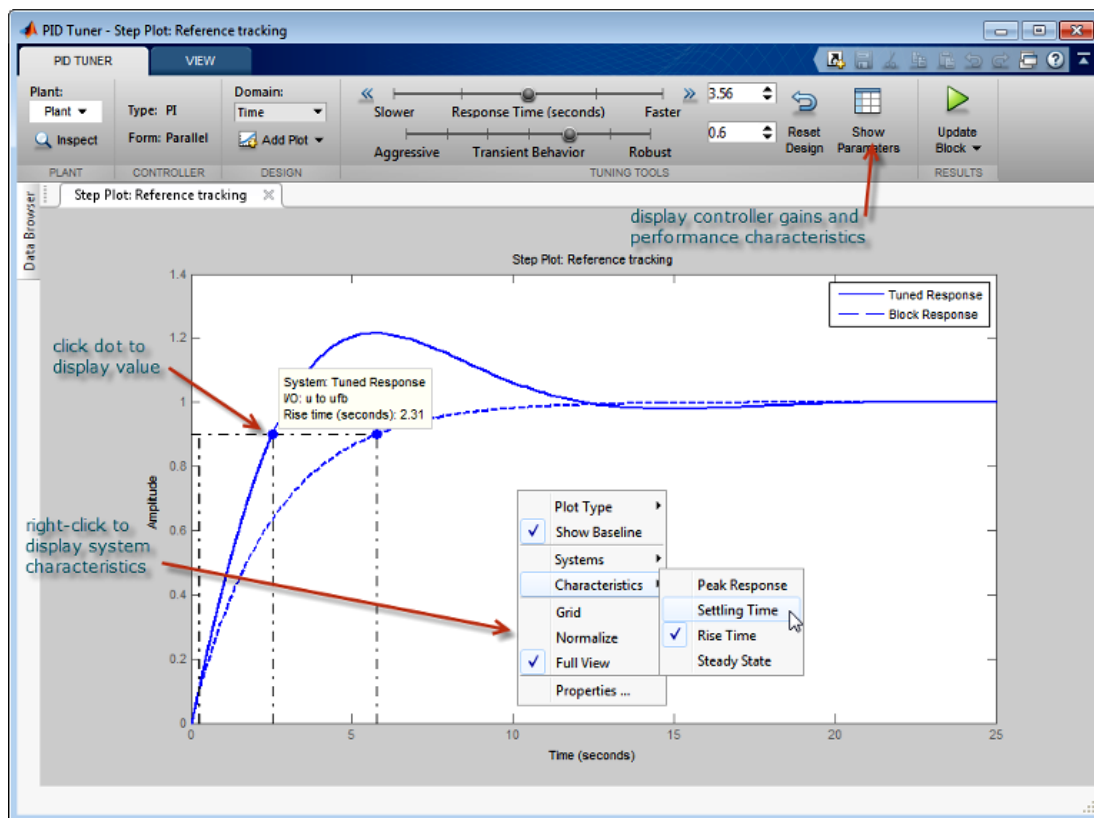 PID Tuner - Step Plot: Reference tracking
PID TUNER
VIEW
Plant:
Plant
Inspect
PLANT
Type: PI
Form: Parallel
CONTROLLER
Domain:
Time
Add Plot
DESIGN
Slower Response Time (seconds) Faster
3.56
Aggressive Transient Behavior Robust
0.6
Reset
Design
Show
Parameters
TUNING TOOLS
Update
Block
RESULTS
Data Browser
Step Plot: Reference tracking
display controller gains and
performance characteristics
Step Plot: Reference tracking
Tuned Response
Block Response
click dot to
display value
System: Tuned Response
I/O: u to ufb
Rise time (seconds): 2.31
right-click to
display system
characteristics
Amplitude
1.4
1.2
1
0.8
0.6
0.4
0.2
0
0 5 10 15 20 25
Time (seconds)
Plot Type
Show Baseline
Systems
Characteristics
Grid
Normalize
Full View
Properties ...
Peak Response
Settling Time
Rise Time
Steady State